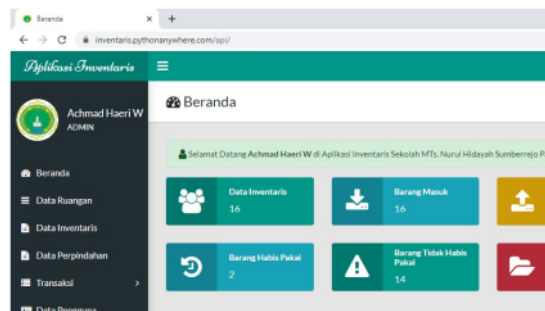 Beranda
inventaris.pythonanywhere.com/api/
Aplikasi Inventaris
Achmad Haeri W
ADMIN
Beranda
Data Ruangan
Data Inventaris
Data Perpindahan
Transaksi
Data Pengguna
Beranda
Selamat Datang Achmad Haeri W di Aplikasi Inventaris Sekolah MTs. Nurul Hidayah Sumberrejo P
Data Inventaris
16
Barang Masuk
16
Barang Habis Pakai
2
Barang Tidak Habis
Pakai
14